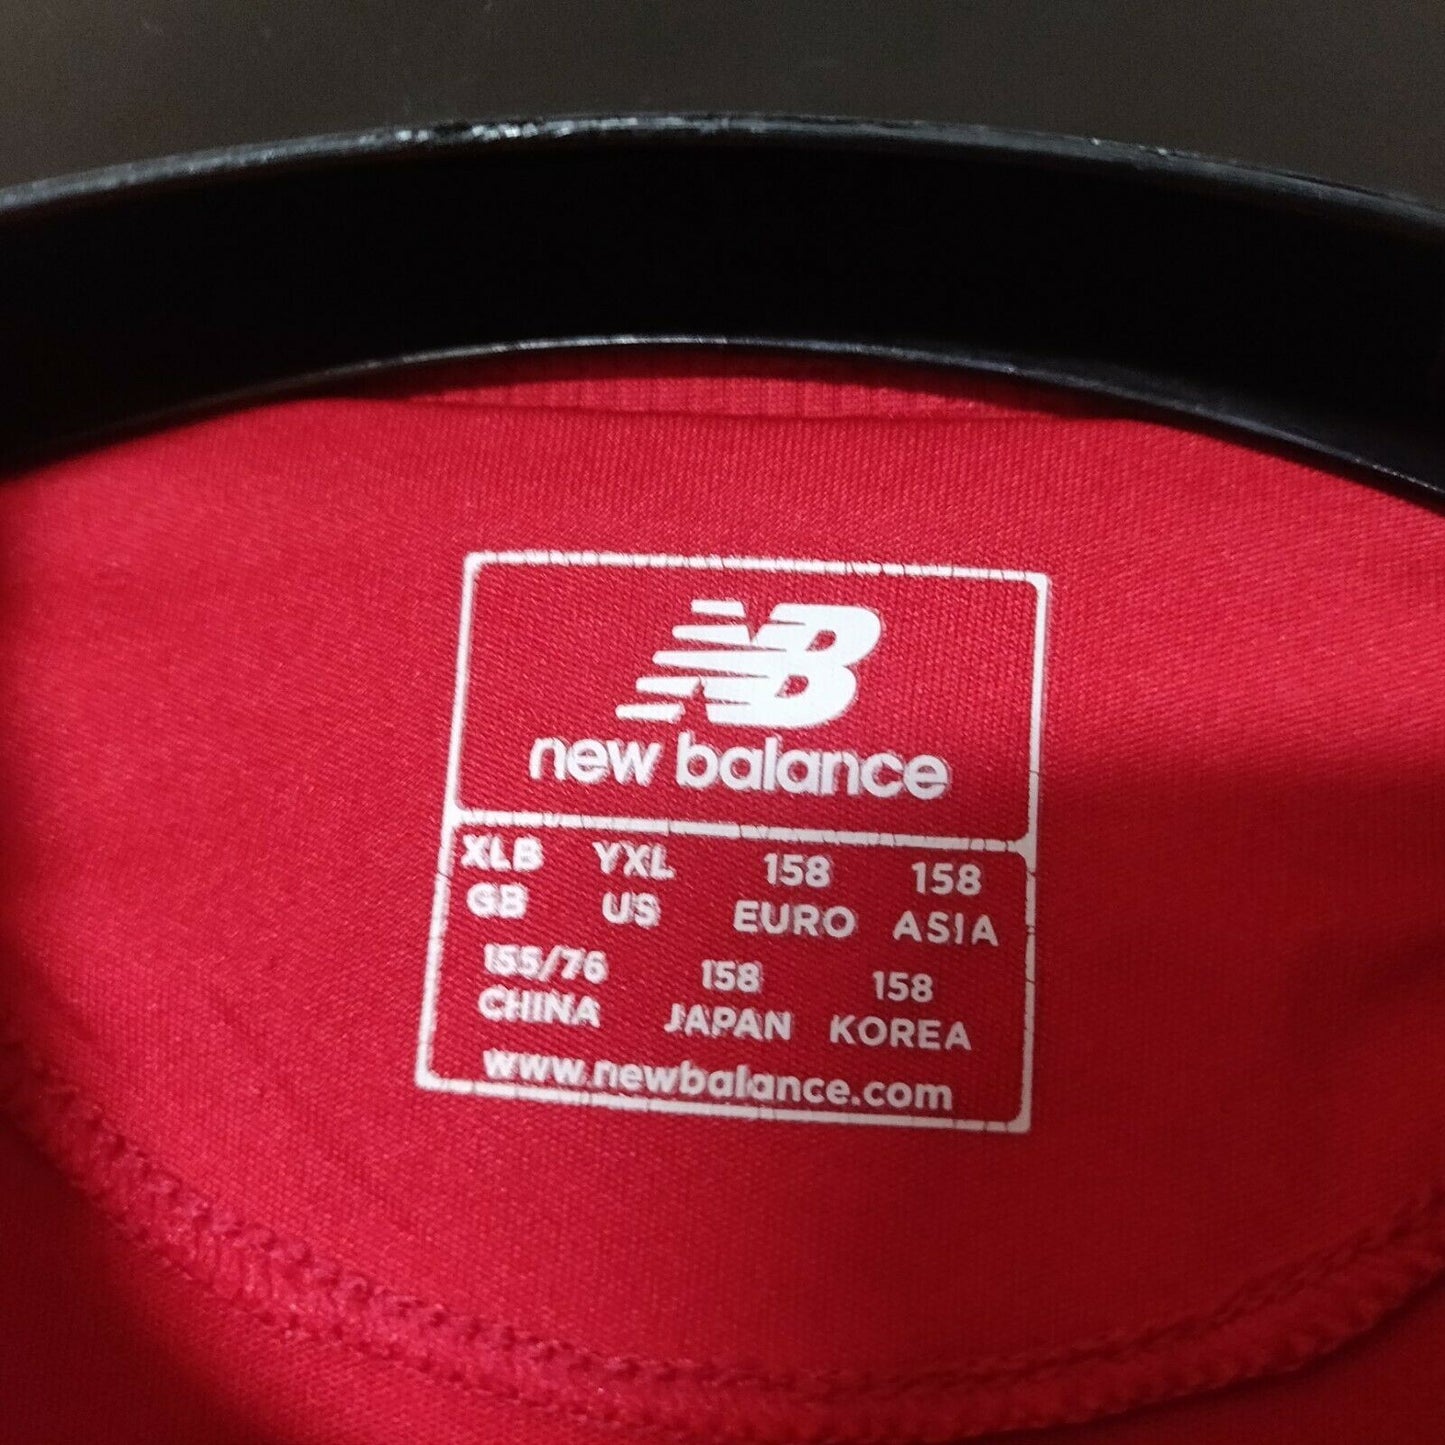 NB
new balance
XLB YXL 158 158
GB US EURO ASIA
155/76 158 158
CHINA JAPAN KOREA
www.newbalance.com